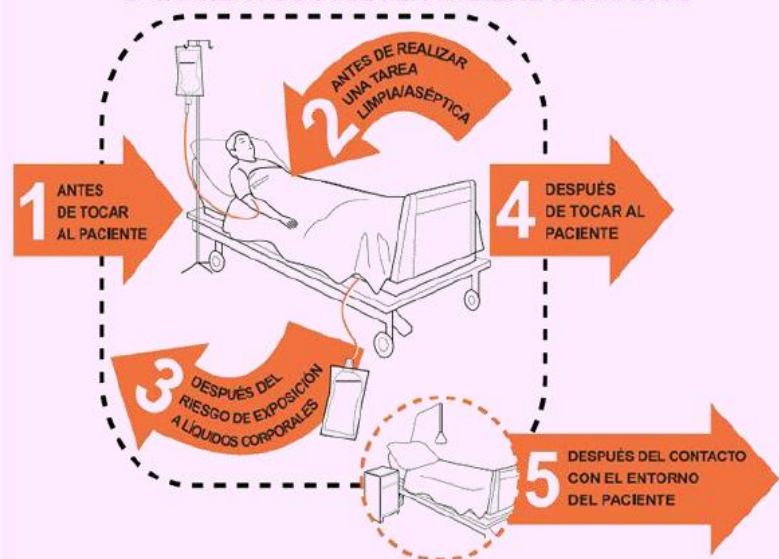 1 ANTES
DE TOCAR
AL PACIENTE
2 ANTES DE REALIZAR
UNA TAREA
LIMPIA/ASÉPTICA
3 DESPUÉS DEL
RIESGO DE EXPOSICIÓN
A LÍQUIDOS CORPORALES
4 DESPUÉS
DE TOCAR AL
PACIENTE
5 DESPUÉS DEL CONTACTO
CON EL ENTORNO
DEL PACIENTE